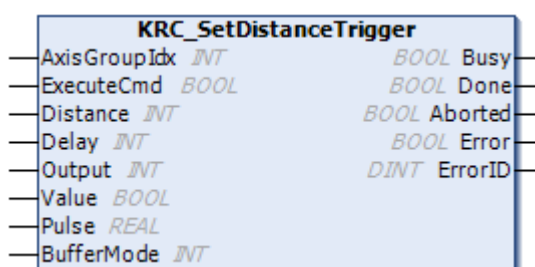 KRC_SetDistanceTrigger
AxisGroupIdx INT BOOL Busy
ExecuteCmd BOOL BOOL Done
Distance INT BOOL Aborted
Delay INT BOOL Error
Output INT DINT ErrorID
Value BOOL
Pulse REAL
BufferMode INT